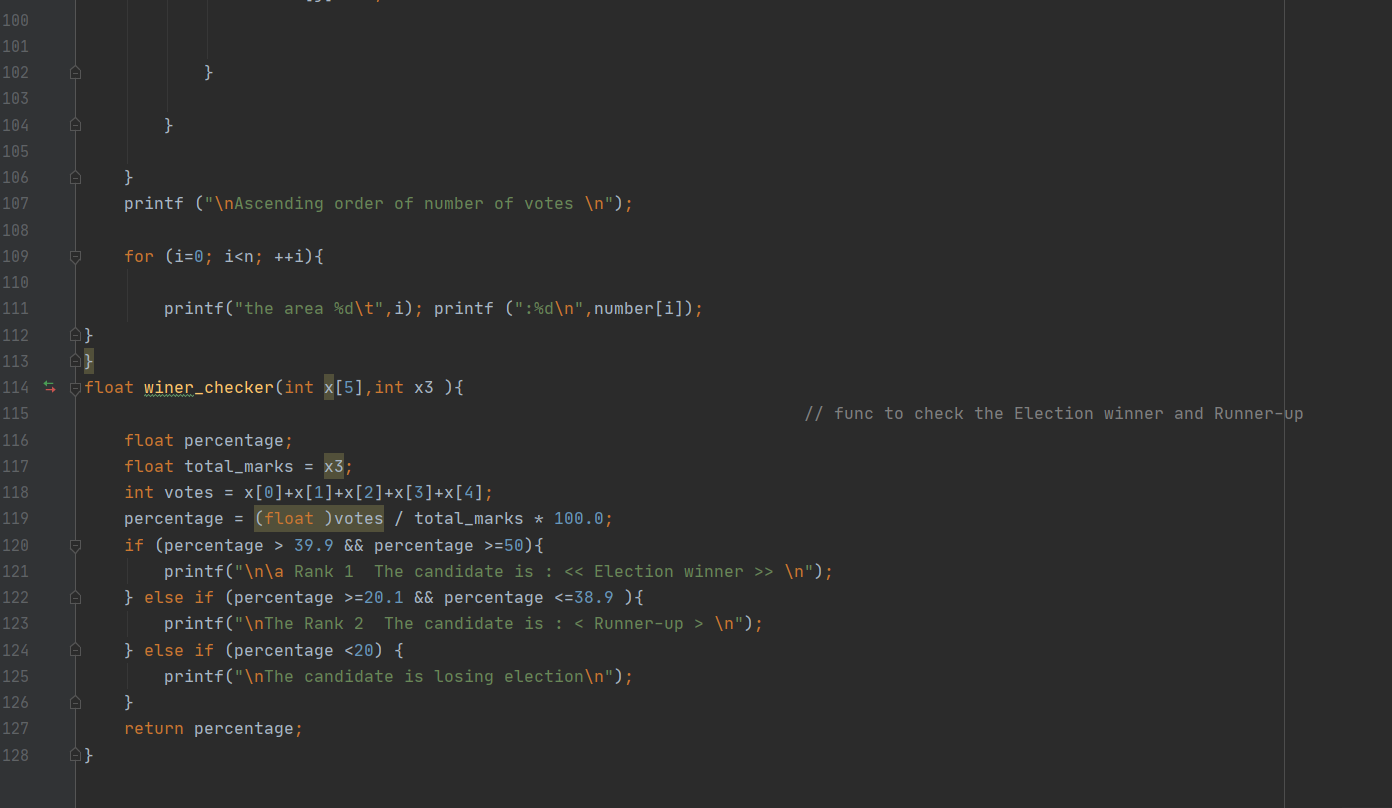 100
101
102 }
103
104 }
105
106 }
107 printf ("\nAscending order of number of votes \n");
108
109 for (i=0; i<n; ++i){
110
111 printf("the area %d\t",i); printf (":%d\n",number[i]);
112 }
113 }
114 float winer_checker(int x[5],int x3 ){
115 // func to check the Election winner and Runner-up
116 float percentage;
117 float total_marks = x3;
118 int votes = x[0]+x[1]+x[2]+x[3]+x[4];
119 percentage = (float )votes / total_marks * 100.0;
120 if (percentage > 39.9 && percentage >=50){
121 printf("\n\a Rank 1  The candidate is : << Election winner >> \n");
122 } else if (percentage >=20.1 && percentage <=38.9 ){
123 printf("\nThe Rank 2  The candidate is : < Runner-up > \n");
124 } else if (percentage <20) {
125 printf("\nThe candidate is losing election\n");
126 }
127 return percentage;
128 }